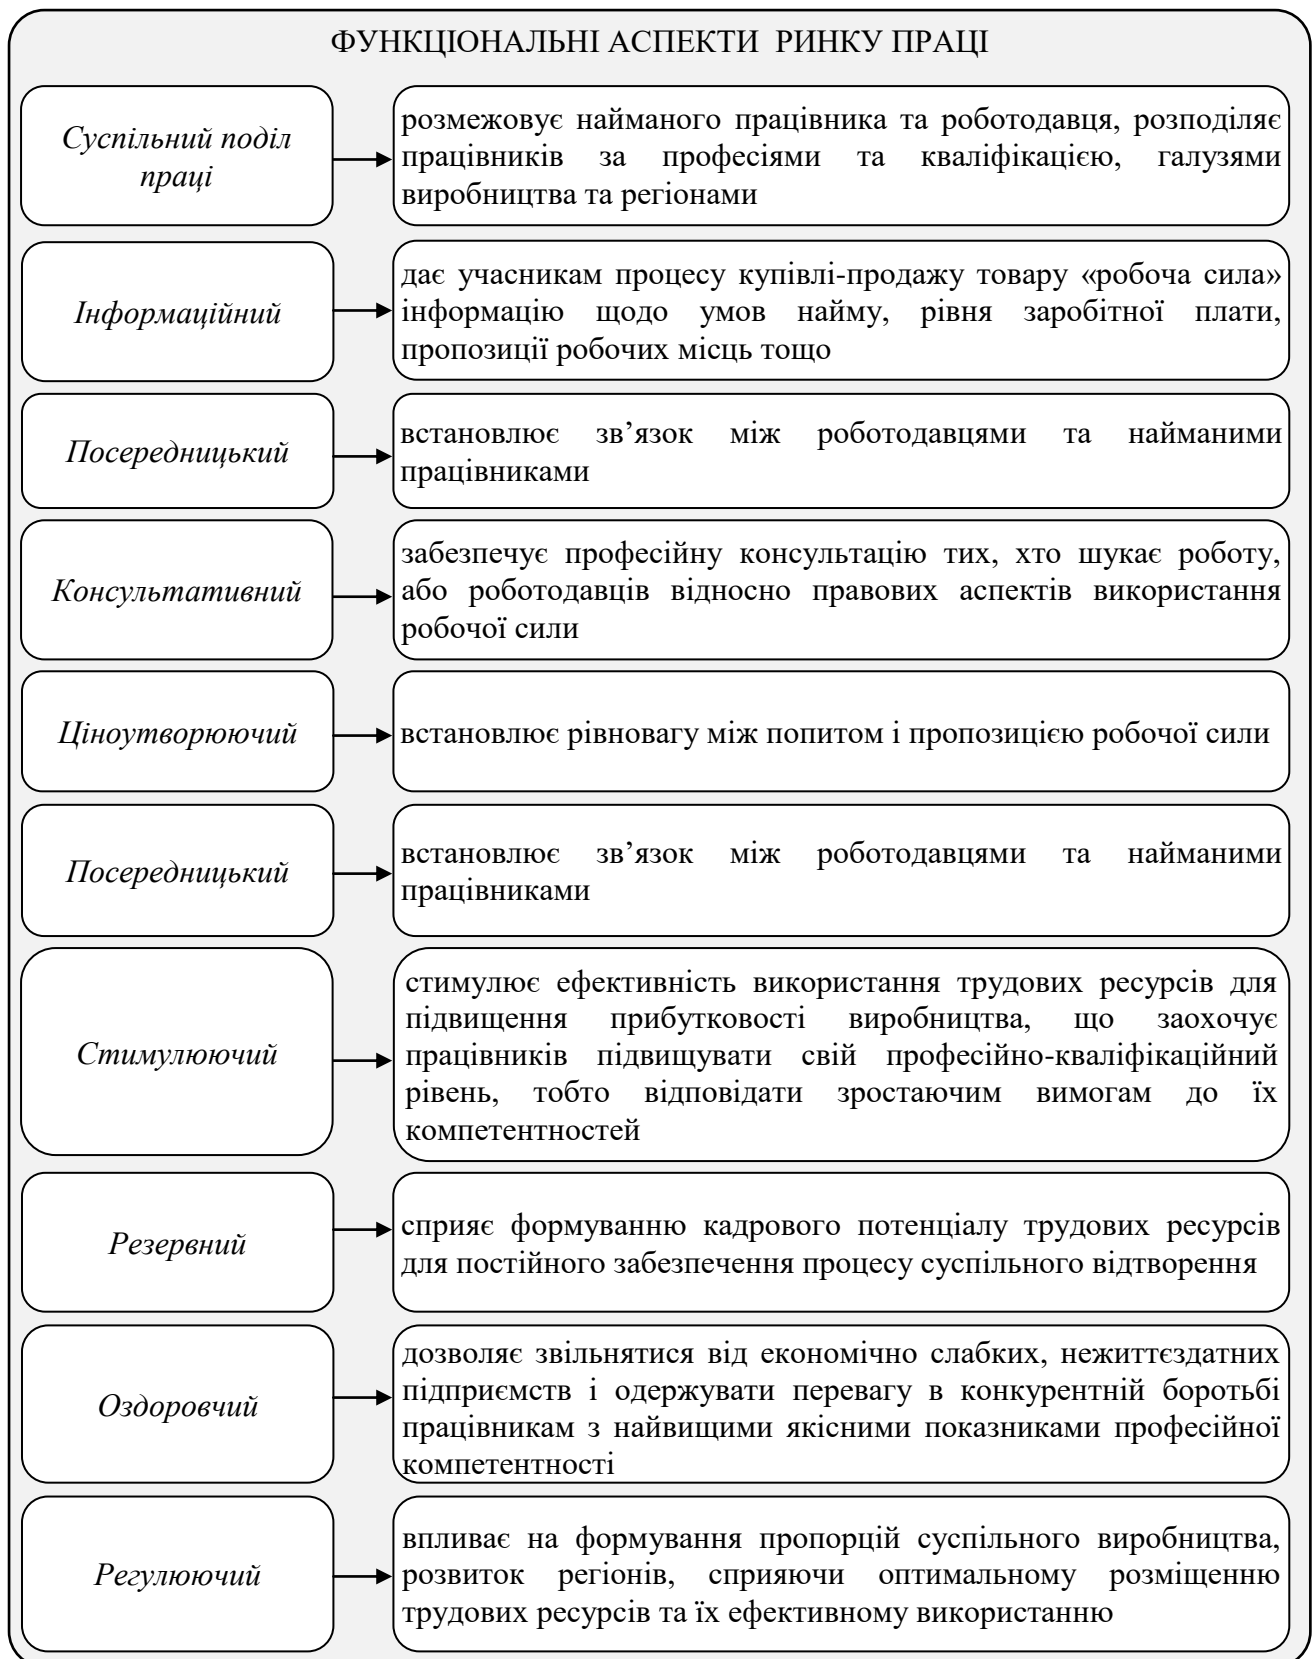 ФУНКЦІОНАЛЬНІ АСПЕКТИ РИНКУ ПРАЦІ
Суспільний поділ
праці
розмежовує найманого працівника та роботодавця, розподіляє
працівників за професіями та кваліфікацією, галузями
виробництва та регіонами
Інформаційний
дає учасникам процесу купівлі-продажу товару «робоча сила»
інформацію щодо умов найму, рівня заробітної плати,
пропозиції робочих місць тощо
Посередницький
встановлює зв’язок між роботодавцями та найманими
працівниками
Консультативний
забезпечує професійну консультацію тих, хто шукає роботу,
або роботодавців відносно правових аспектів використання
робочої сили
Ціноутворюючий
встановлює рівновагу між попитом і пропозицією робочої сили
Посередницький
встановлює зв’язок між роботодавцями та найманими
працівниками
Стимулюючий
стимулює ефективність використання трудових ресурсів для
підвищення прибутковості виробництва, що заохочує
працівників підвищувати свій професійно-кваліфікаційний
рівень, тобто відповідати зростаючим вимогам до їх
компетентностей
Резервний
сприяє формуванню кадрового потенціалу трудових ресурсів
для постійного забезпечення процесу суспільного відтворення
Оздоровчий
дозволяє звільнятися від економічно слабких, нежиттєздатних
підприємств і одержувати перевагу в конкурентній боротьбі
працівникам з найвищими якісними показниками професійної
компетентності
Регулюючий
впливає на формування пропорцій суспільного виробництва,
розвиток регіонів, сприяючи оптимальному розміщенню
трудових ресурсів та їх ефективному використанню